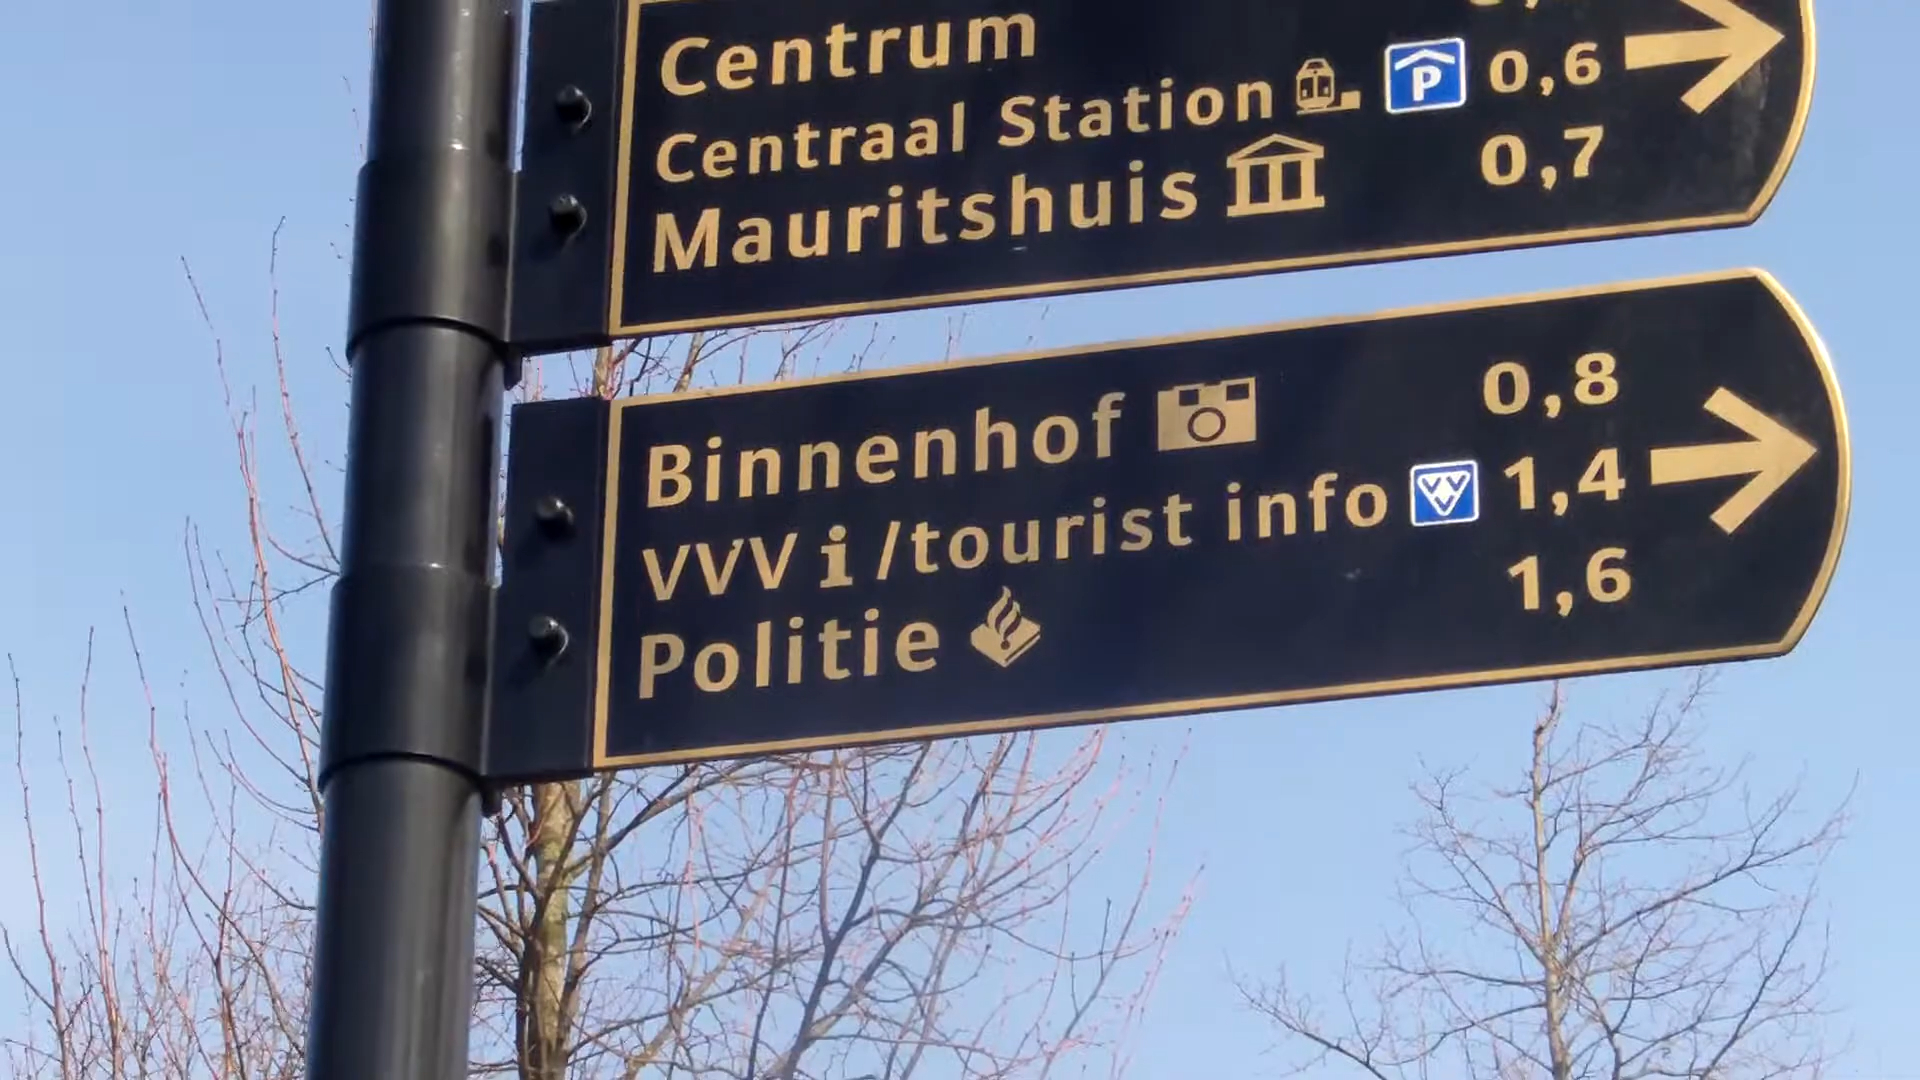 Centrum
Centraal Station P 0,6
Mauritshuis 0,7
Binnenhof 0,8
VVV i /tourist info VVV 1,4
Politie 1,6